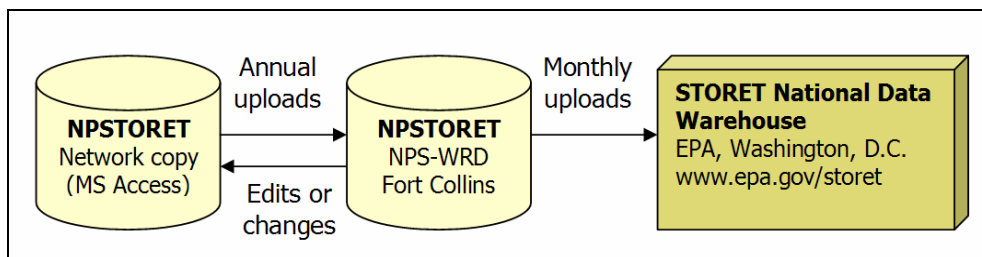 NPSTORET
Network copy
(MS Access)
Annual
uploads
Edits or
changes
NPSTORET
NPS-WRD
Fort Collins
Monthly
uploads
STORET National Data
Warehouse
EPA, Washington, D.C.
www.epa.gov/storet